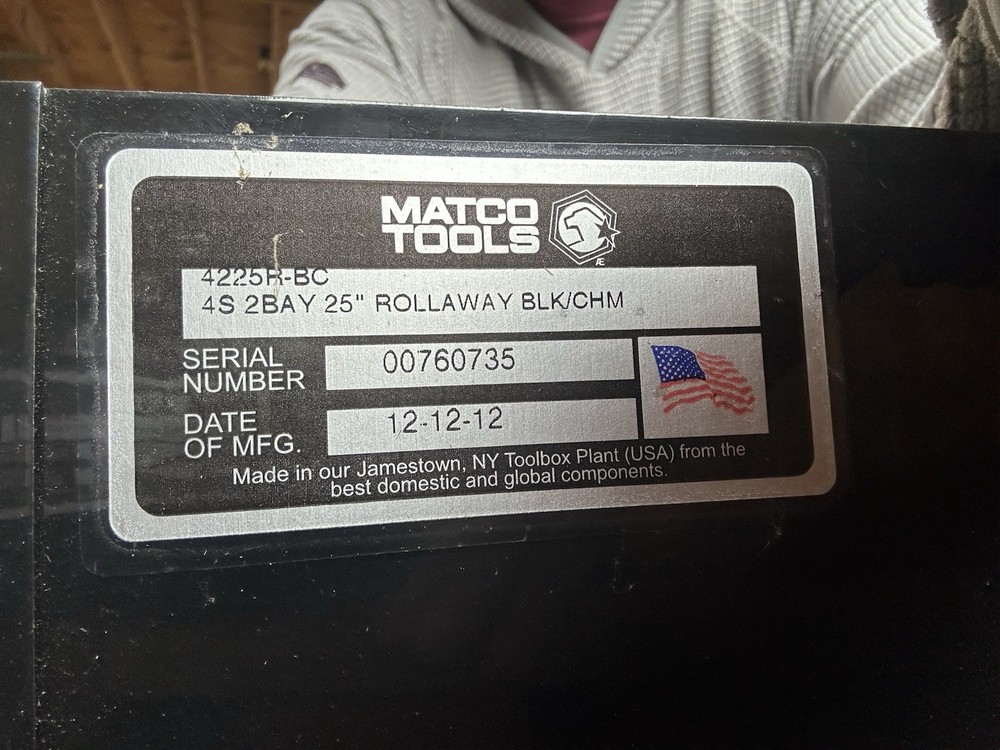 MATCO
TOOLS
Æ
4225R-BC
4S 2BAY 25" ROLLAWAY BLK/CHM
SERIAL
NUMBER
00760735
DATE
OF MFG.
12-12-12
Made in our Jamestown, NY Toolbox Plant (USA) from the
best domestic and global components.